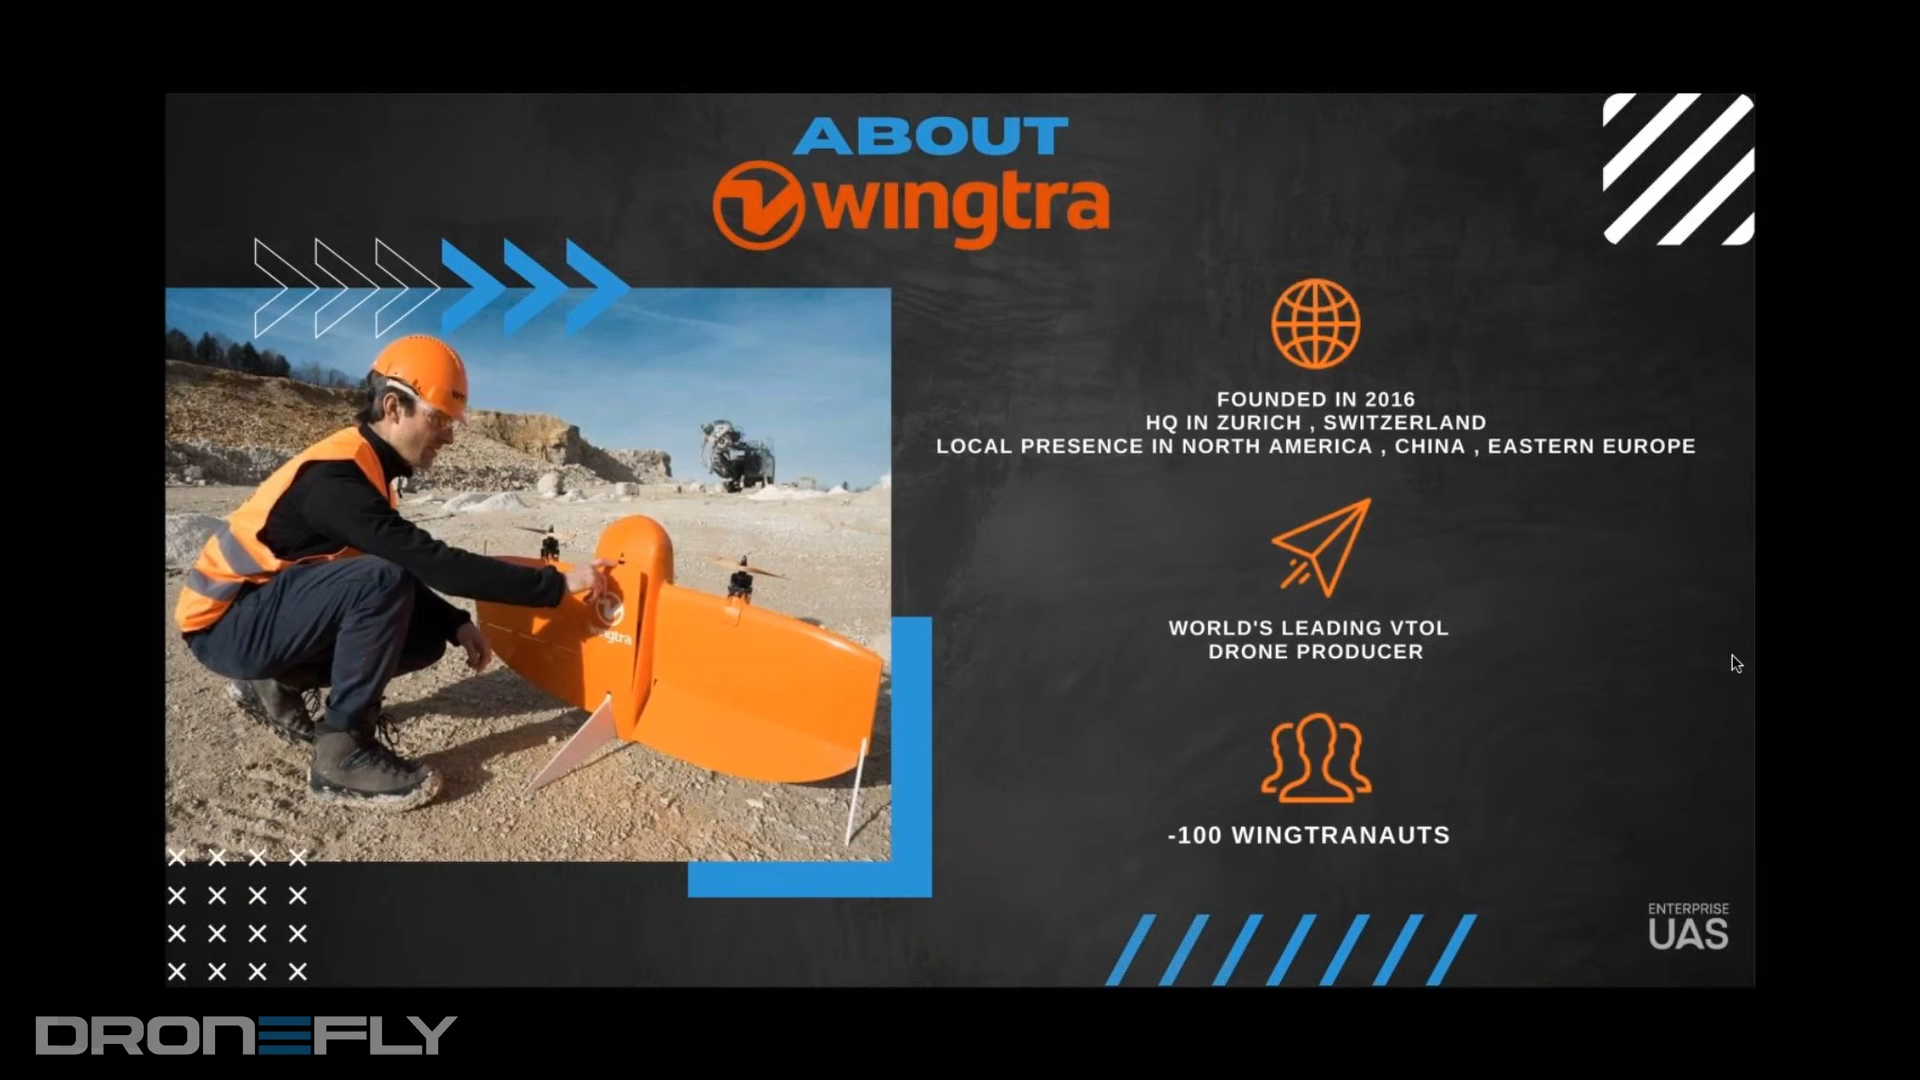 ABOUT
wingtra
FOUNDED IN 2016
HQ IN ZURICH , SWITZERLAND
LOCAL PRESENCE IN NORTH AMERICA , CHINA , EASTERN EUROPE
wingtra
WORLD'S LEADING VTOL
DRONE PRODUCER
-100 WINGTRANAUTS
ENTERPRISE
UAS
DRONEFLY